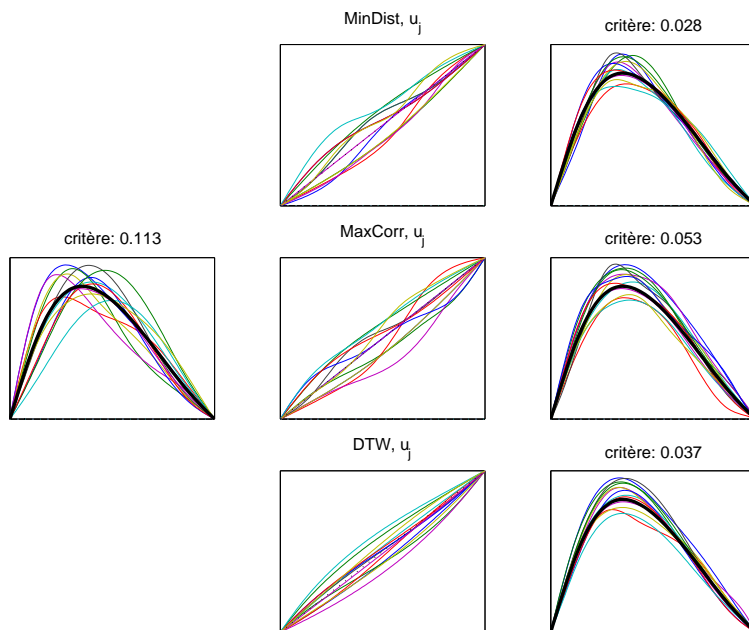 MinDist, u_j
critère: 0.028
critère: 0.113
MaxCorr, u_j
critère: 0.053
DTW, u_j
critère: 0.037